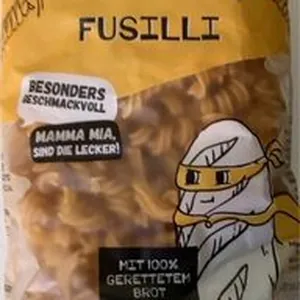 FUSILLI
BESONDERS
GESCHMACKVOLL
MAMMA MIA,
SIND DIE LECKER!
MIT 100%
GERETTETEM
BROT